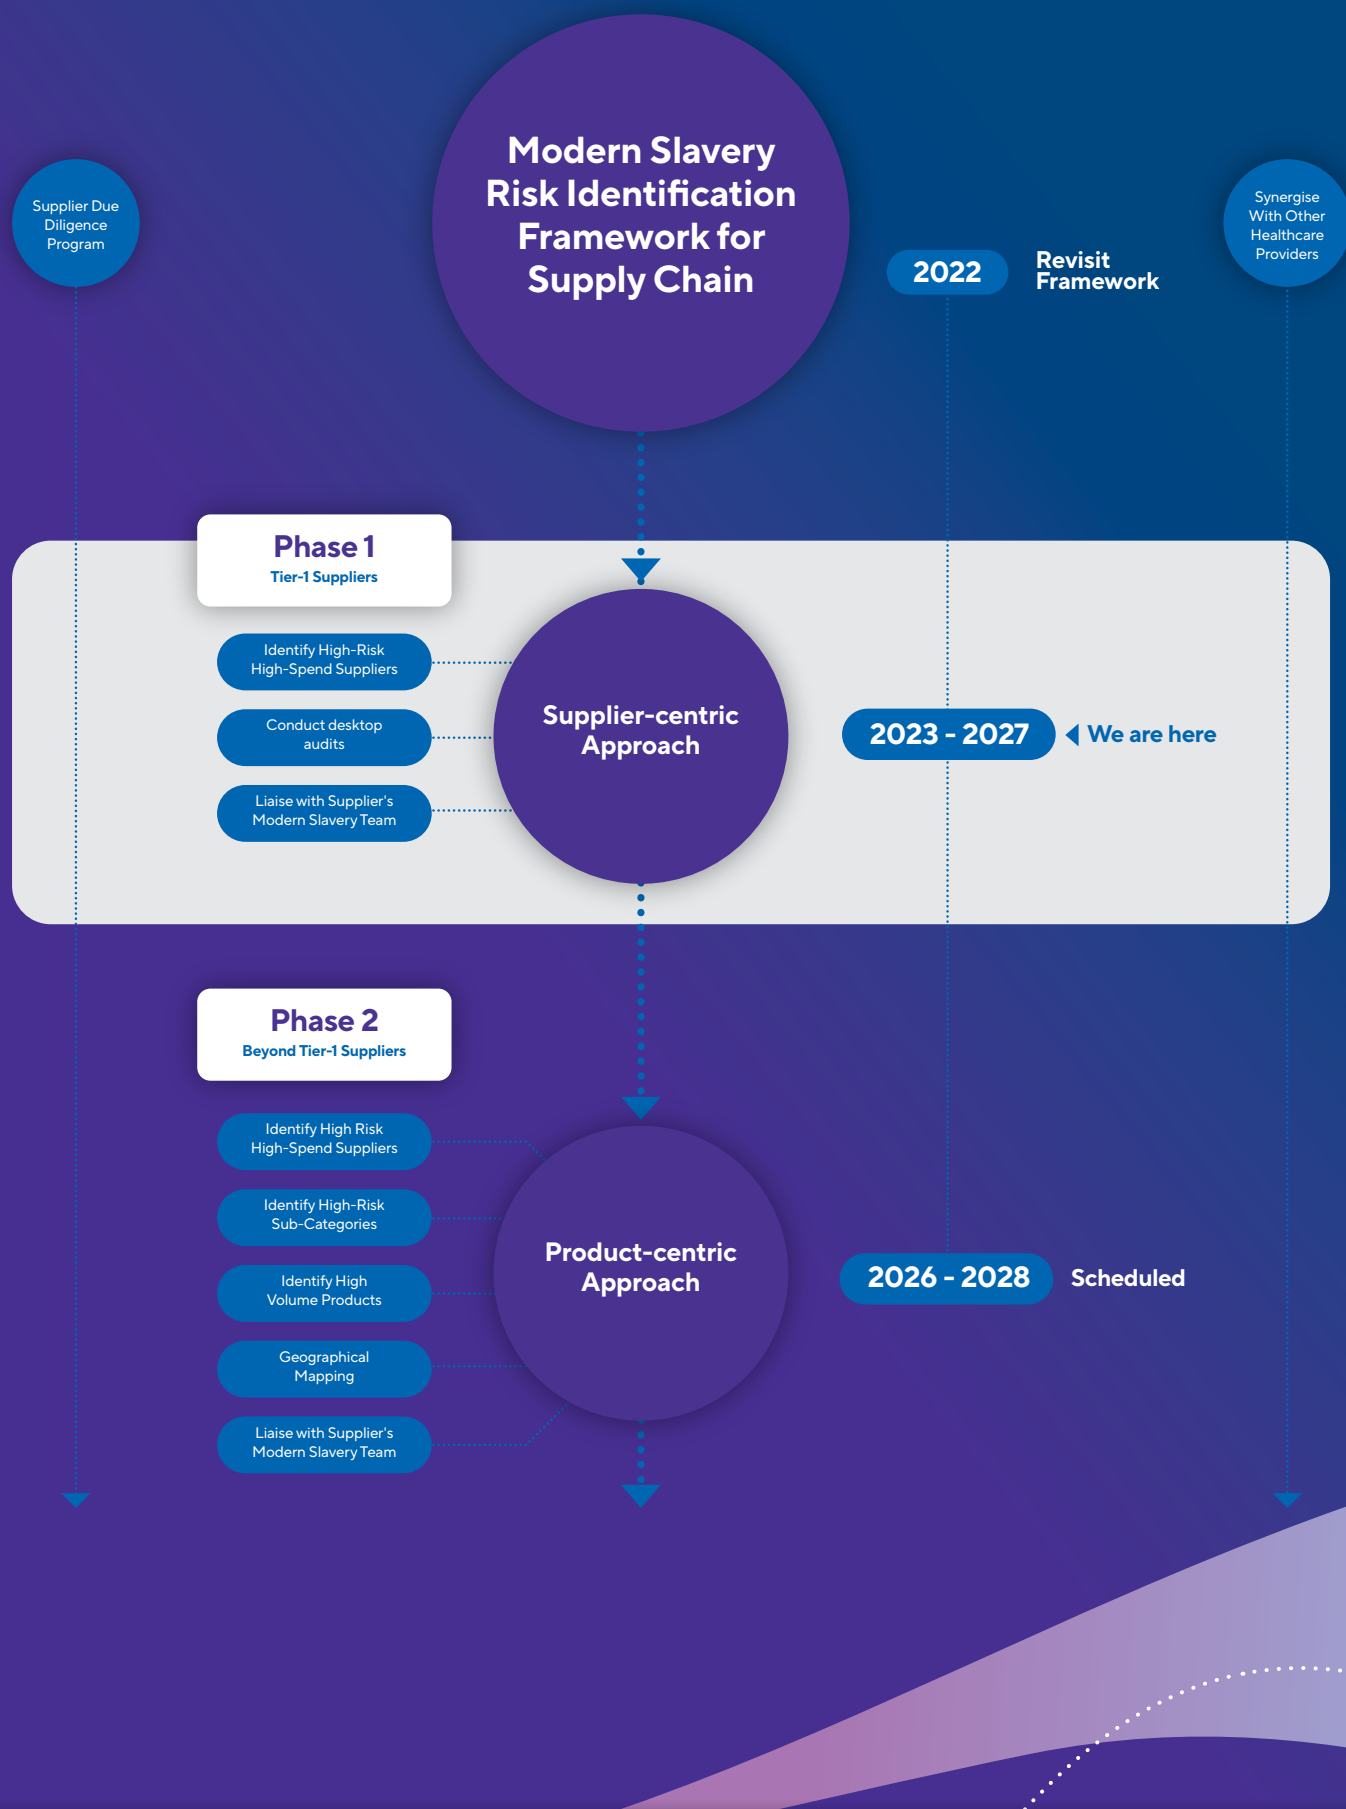 Modern Slavery
Risk Identification
Framework for
Supply Chain
Supplier Due
Diligence
Program
Synergise
With Other
Healthcare
Providers
2022
Revisit
Framework
Phase 1
Tier-1 Suppliers
Identify High-Risk
High-Spend Suppliers
Conduct desktop
audits
Liaise with Supplier's
Modern Slavery Team
Supplier-centric
Approach
2023 - 2027
We are here
Phase 2
Beyond Tier-1 Suppliers
Identify High Risk
High-Spend Suppliers
Identify High-Risk
Sub-Categories
Identify High
Volume Products
Geographical
Mapping
Liaise with Supplier's
Modern Slavery Team
Product-centric
Approach
2026 - 2028
Scheduled